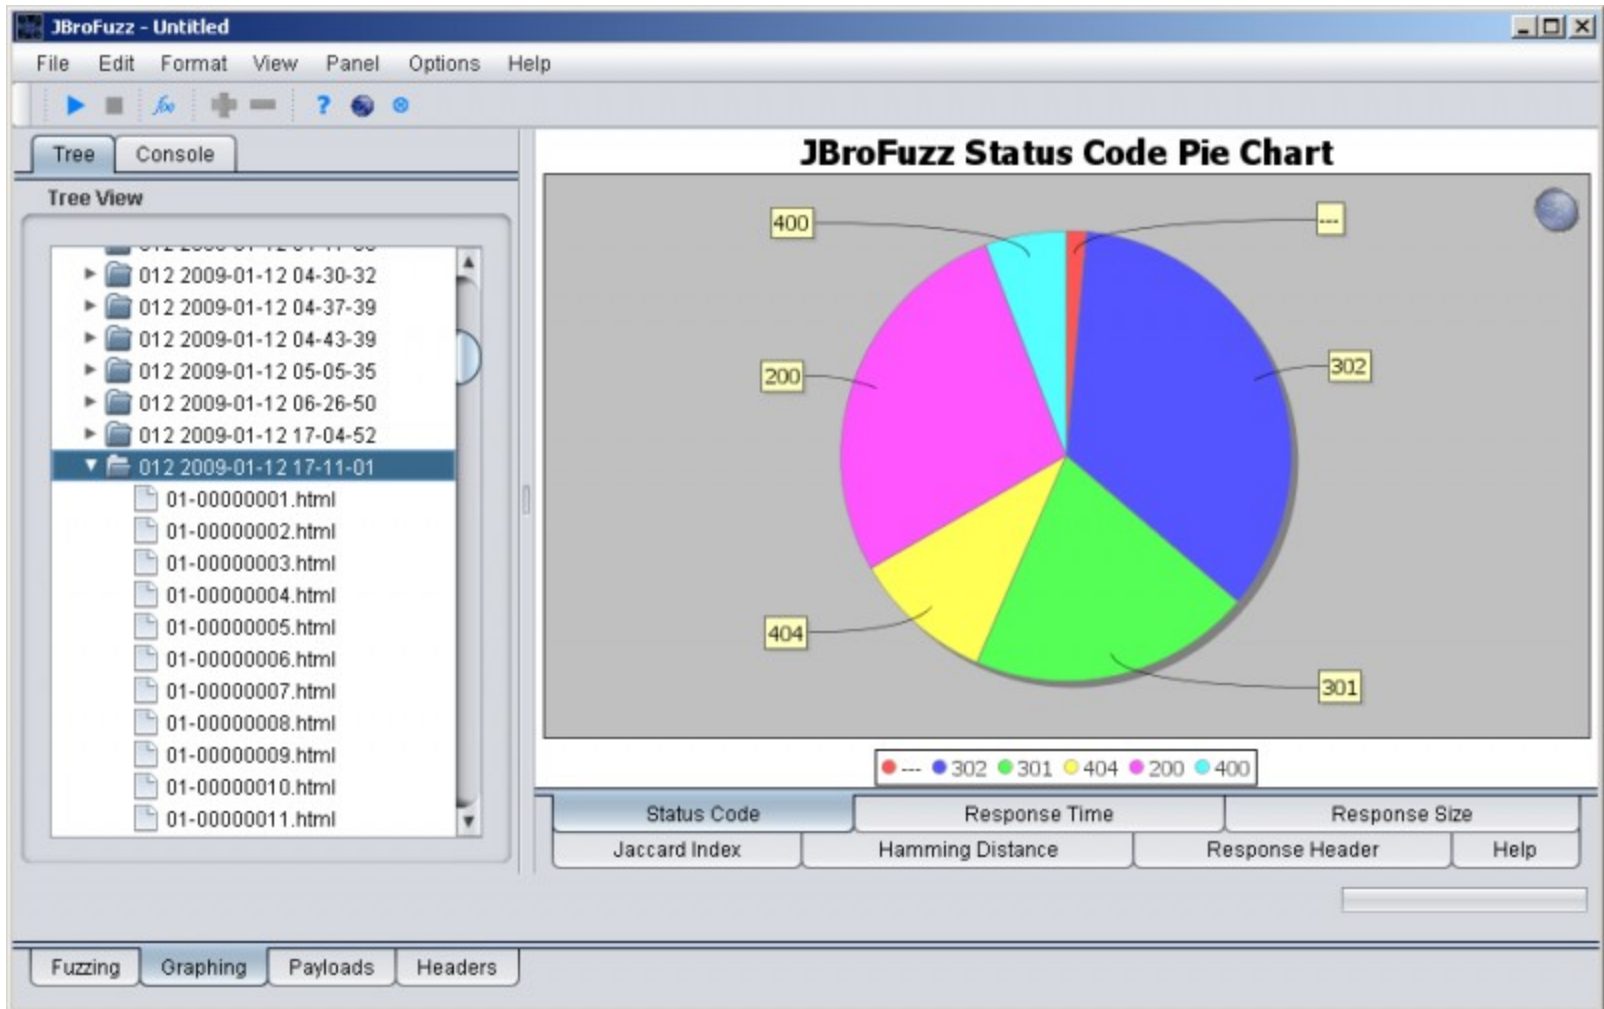 JBroFuzz - Untitled
File Edit Format View Panel Options Help
Tree Console
Tree View
012 2009-01-12 04-30-32
012 2009-01-12 04-37-39
012 2009-01-12 04-43-39
012 2009-01-12 05-05-35
012 2009-01-12 06-26-50
012 2009-01-12 17-04-52
012 2009-01-12 17-11-01
01-00000001.html
01-00000002.html
01-00000003.html
01-00000004.html
01-00000005.html
01-00000006.html
01-00000007.html
01-00000008.html
01-00000009.html
01-00000010.html
01-00000011.html
JBroFuzz Status Code Pie Chart
400
---
200
302
404
301
--- 302 301 404 200 400
Status Code Response Time Response Size
Jaccard Index Hamming Distance Response Header Help
Fuzzing Graphing Payloads Headers